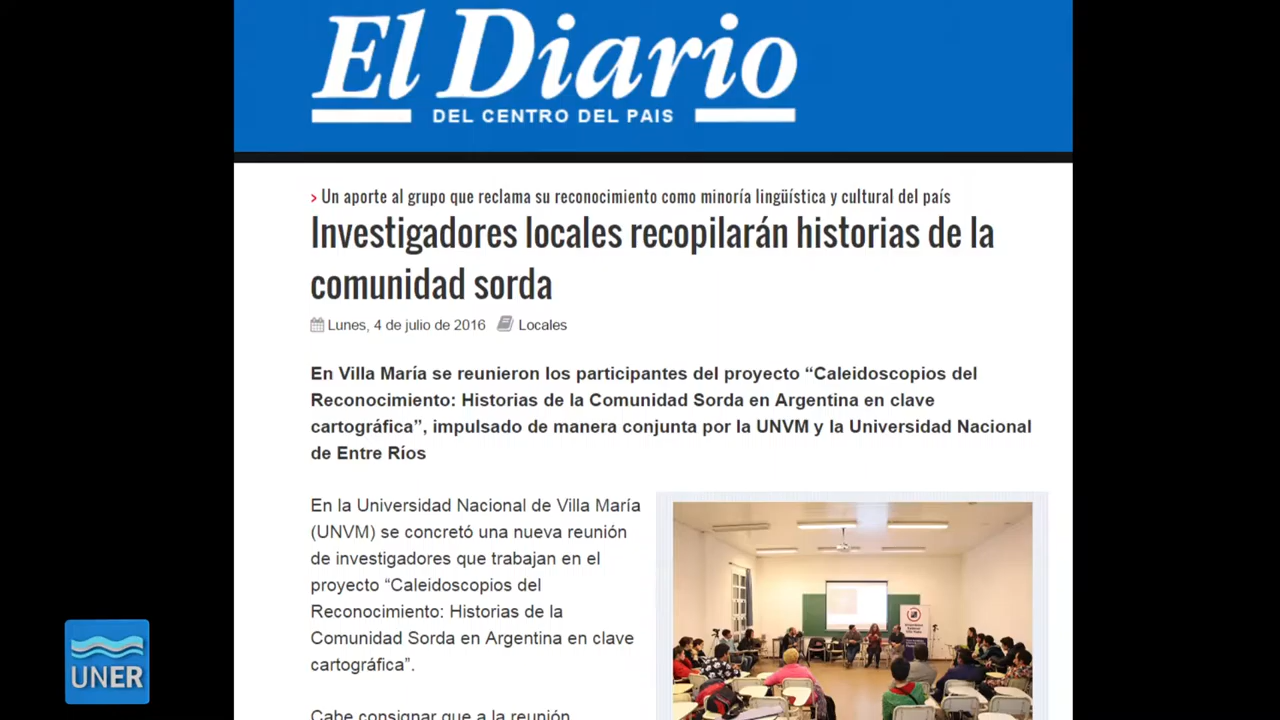 El Diario
DEL CENTRO DEL PAIS
> Un aporte al grupo que reclama su reconocimiento como minoría lingüística y cultural del país
Investigadores locales recopilarán historias de la
comunidad sorda
Lunes, 4 de julio de 2016 Locales
En Villa María se reunieron los participantes del proyecto “Caleidoscopios del
Reconocimiento: Historias de la Comunidad Sorda en Argentina en clave
cartográfica”, impulsado de manera conjunta por la UNVM y la Universidad Nacional
de Entre Ríos
En la Universidad Nacional de Villa María
(UNVM) se concretó una nueva reunión
de investigadores que trabajan en el
proyecto “Caleidoscopios del
Reconocimiento: Historias de la
Comunidad Sorda en Argentina en clave
cartográfica”.
Cabe consignar que a la reunión
UNER